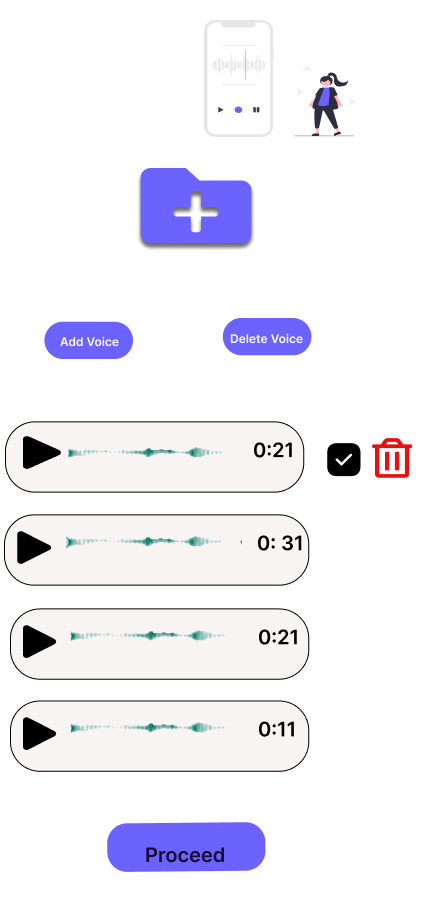 Add Voice
Delete Voice
0:21
0: 31
0:21
0:11
Proceed